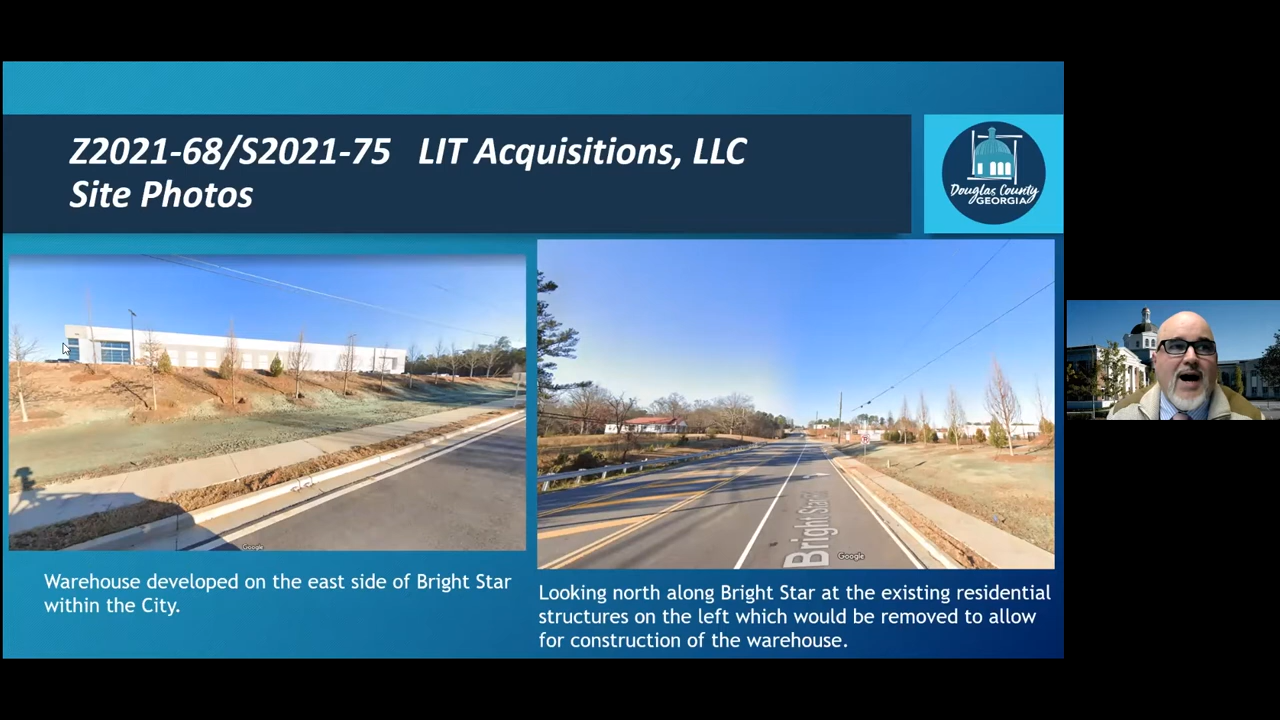 Z2021-68/S2021-75 LIT Acquisitions, LLC
Site Photos
Douglas County
GEORGIA
Google
Bright Star
Google
Warehouse developed on the east side of Bright Star
within the City.
Looking north along Bright Star at the existing residential
structures on the left which would be removed to allow
for construction of the warehouse.